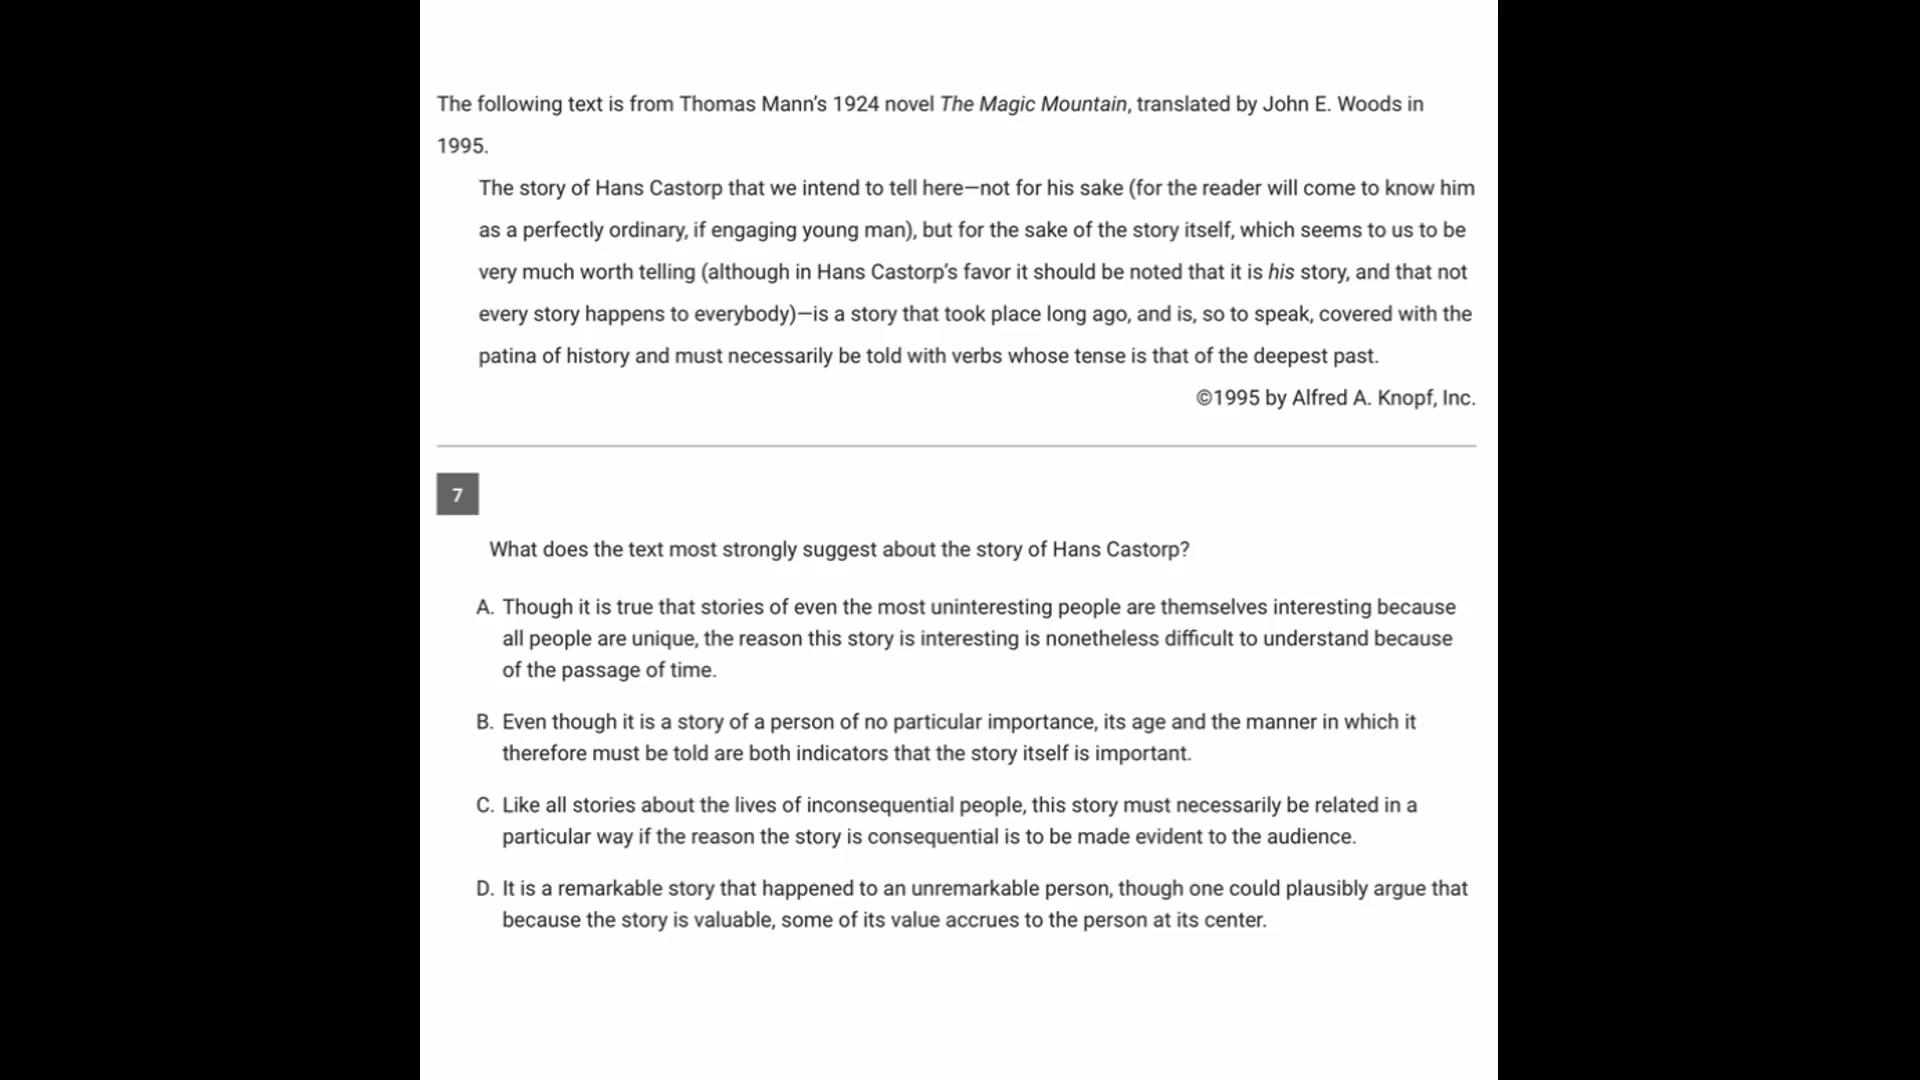 The following text is from Thomas Mann’s 1924 novel The Magic Mountain, translated by John E. Woods in
1995.
The story of Hans Castorp that we intend to tell here—not for his sake (for the reader will come to know him
as a perfectly ordinary, if engaging young man), but for the sake of the story itself, which seems to us to be
very much worth telling (although in Hans Castorp’s favor it should be noted that it is his story, and that not
every story happens to everybody)—is a story that took place long ago, and is, so to speak, covered with the
patina of history and must necessarily be told with verbs whose tense is that of the deepest past.
©1995 by Alfred A. Knopf, Inc.
7
What does the text most strongly suggest about the story of Hans Castorp?
A. Though it is true that stories of even the most uninteresting people are themselves interesting because
all people are unique, the reason this story is interesting is nonetheless difficult to understand because
of the passage of time.
B. Even though it is a story of a person of no particular importance, its age and the manner in which it
therefore must be told are both indicators that the story itself is important.
C. Like all stories about the lives of inconsequential people, this story must necessarily be related in a
particular way if the reason the story is consequential is to be made evident to the audience.
D. It is a remarkable story that happened to an unremarkable person, though one could plausibly argue that
because the story is valuable, some of its value accrues to the person at its center.